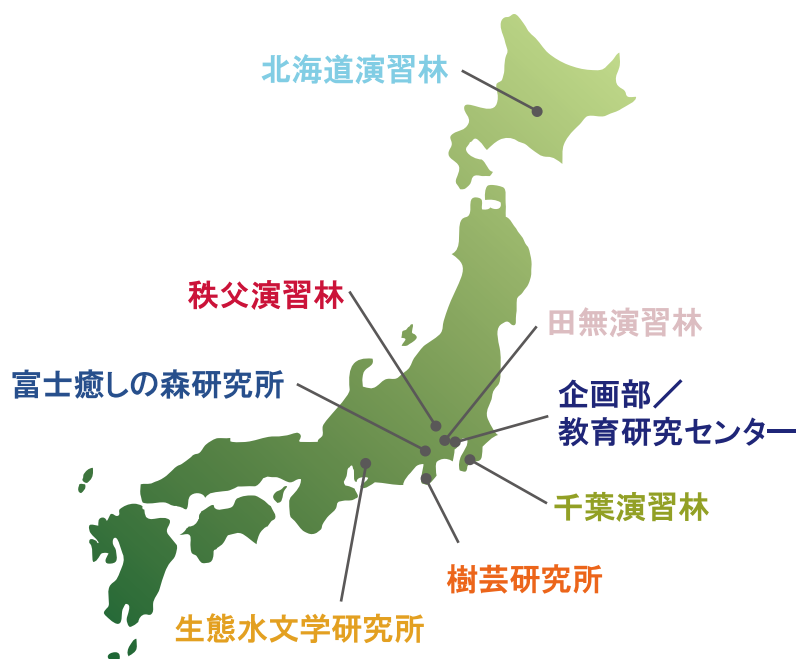 北海道演習林
秩父演習林
田無演習林
富士癒しの森研究所
企画部／
教育研究センター
千葉演習林
樹芸研究所
生態水文学研究所